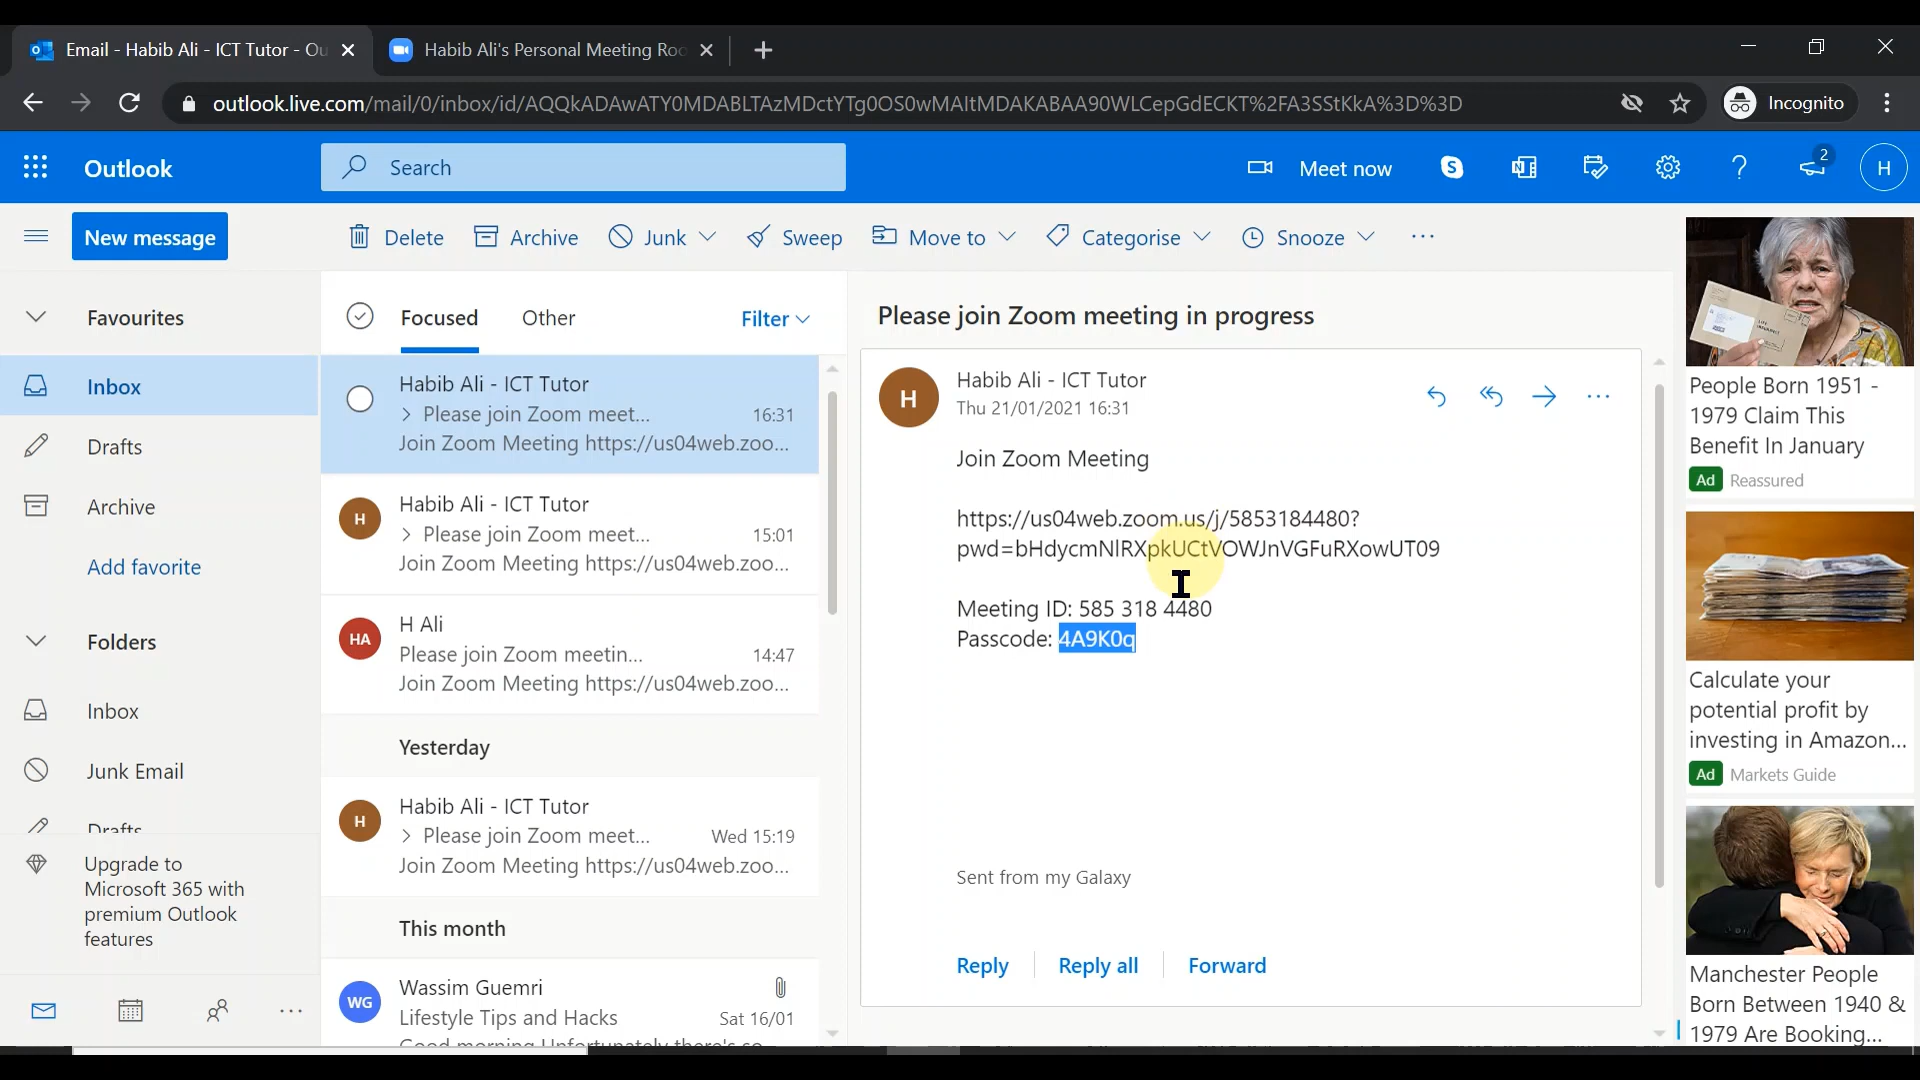 Email - Habib Ali - ICT Tutor - Ou
Habib Ali's Personal Meeting Roo
outlook.live.com/mail/0/inbox/id/AQQkADAwATY0MDABLTAzMDctYTg0OS0wMAItMDAKABAA90WLCepGdECKT%2FA3SStKkA%3D%3D
Incognito
Outlook
Search
Meet now
2
H
New message
Delete
Archive
Junk
Sweep
Move to
Categorise
Snooze
Favourites
Inbox
Drafts
Archive
Add favorite
Folders
Inbox
Junk Email
Drafts
Upgrade to
Microsoft 365 with
premium Outlook
features
Focused
Other
Filter
Habib Ali - ICT Tutor
> Please join Zoom meet... 16:31
Join Zoom Meeting https://us04web.zoo...
H
Habib Ali - ICT Tutor
> Please join Zoom meet... 15:01
Join Zoom Meeting https://us04web.zoo...
HA
H Ali
Please join Zoom meetin... 14:47
Join Zoom Meeting https://us04web.zoo...
Yesterday
H
Habib Ali - ICT Tutor
> Please join Zoom meet... Wed 15:19
Join Zoom Meeting https://us04web.zoo...
This month
WG
Wassim Guemri
Lifestyle Tips and Hacks Sat 16/01
Please join Zoom meeting in progress
H
Habib Ali - ICT Tutor
Thu 21/01/2021 16:31
Join Zoom Meeting
https://us04web.zoom.us/j/5853184480?
pwd=bHdycmNlRXpkUCtVOWJnVGFuRXowUT09
Meeting ID: 585 318 4480
Passcode: 4A9K0q
Sent from my Galaxy
Reply
Reply all
Forward
People Born 1951 -
1979 Claim This
Benefit In January
Ad Reassured
Calculate your
potential profit by
investing in Amazon...
Ad Markets Guide
Manchester People
Born Between 1940 &
1979 Are Booking...